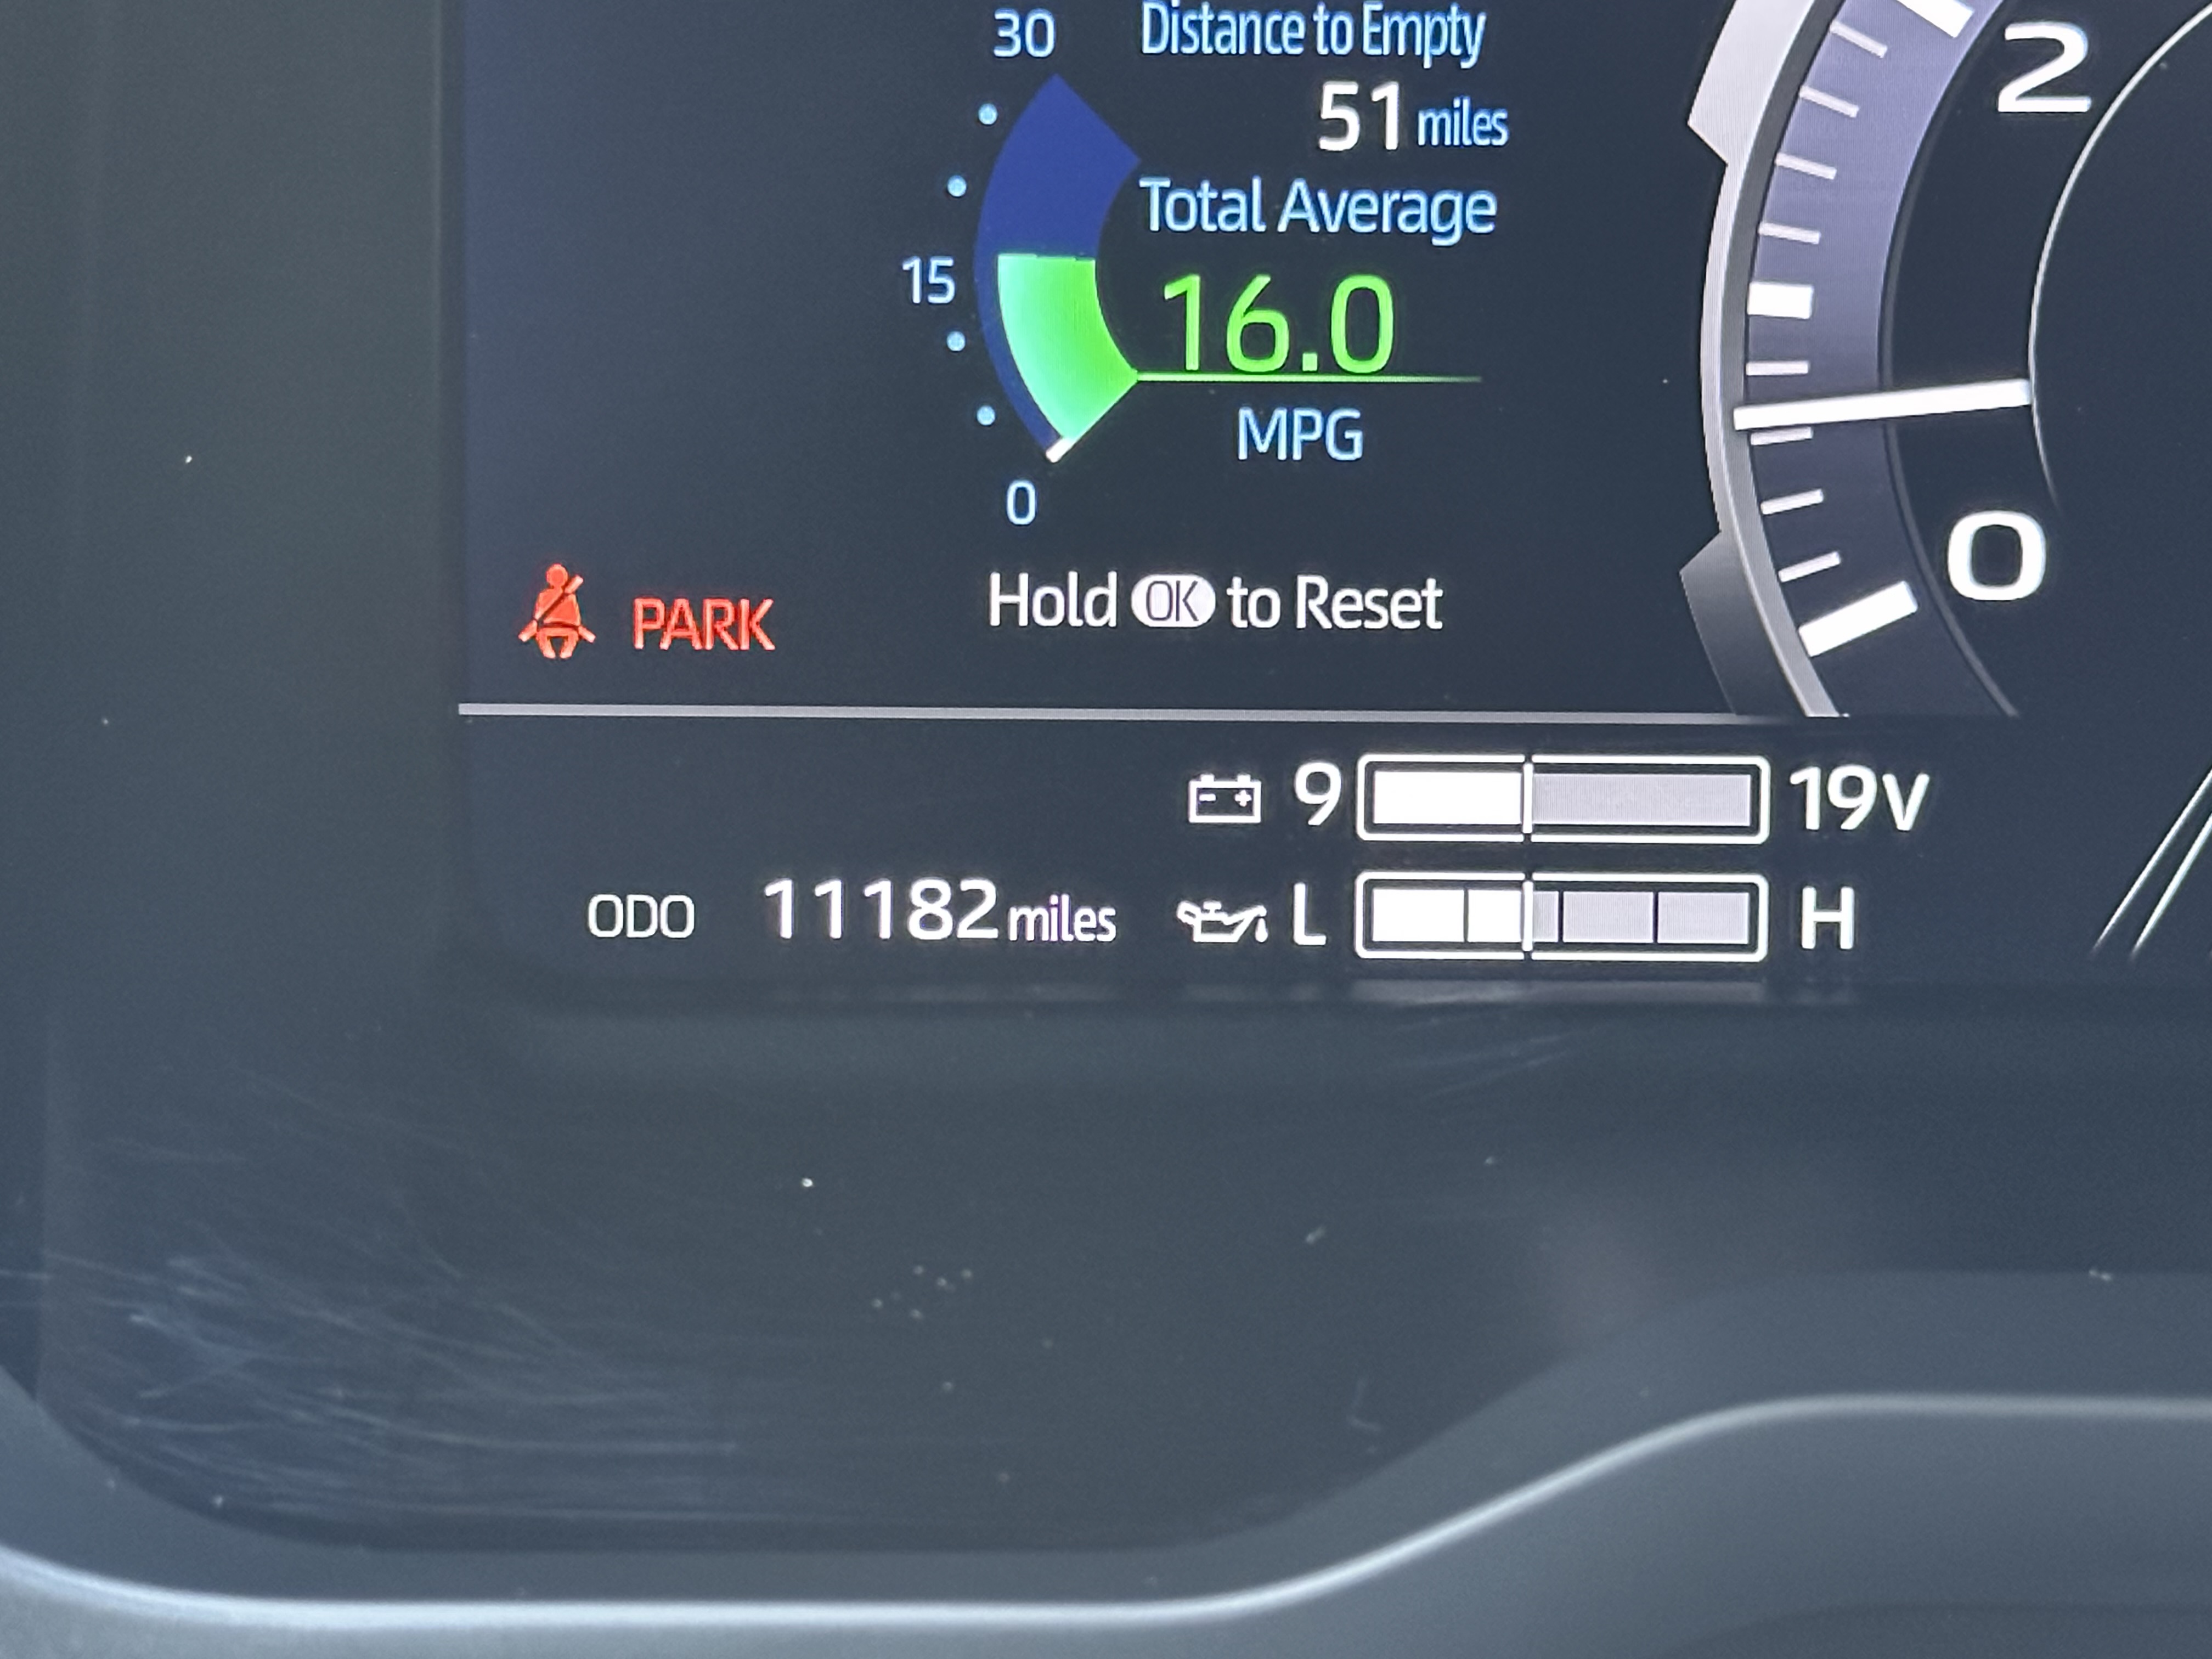 30
Distance to Empty
51 miles
Total Average
15
16.0
MPG
0
PARK
Hold OK to Reset
2
0
9 19V
ODO 11182 miles
L H